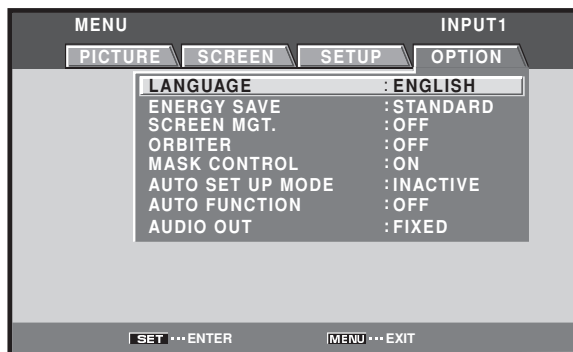 MENU INPUT1
PICTURE SCREEN SETUP OPTION
LANGUAGE :ENGLISH
ENERGY SAVE :STANDARD
SCREEN MGT. :OFF
ORBITER :OFF
MASK CONTROL :ON
AUTO SET UP MODE :INACTIVE
AUTO FUNCTION :OFF
AUDIO OUT :FIXED
SET ··· ENTER MENU ··· EXIT